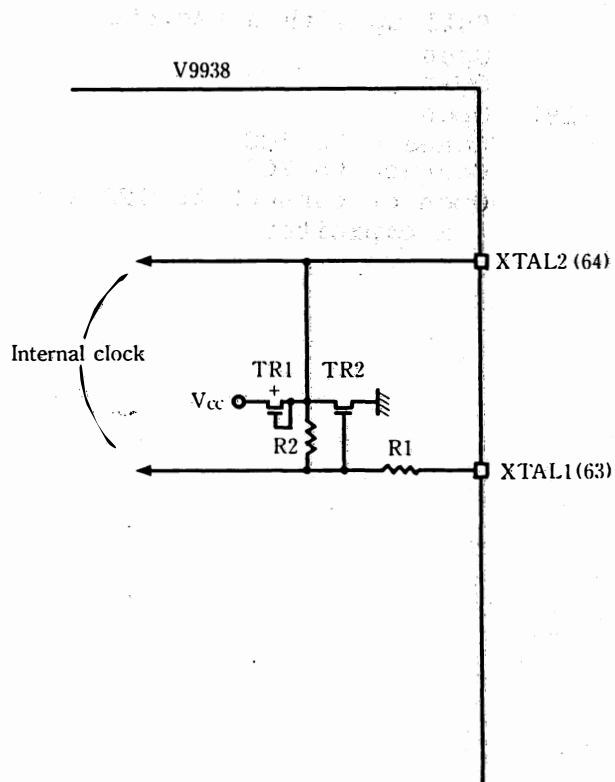 V9938
XTAL2 (64)
Internal clock
TR1 TR2
+
Vcc
R2
R1
XTAL1(63)